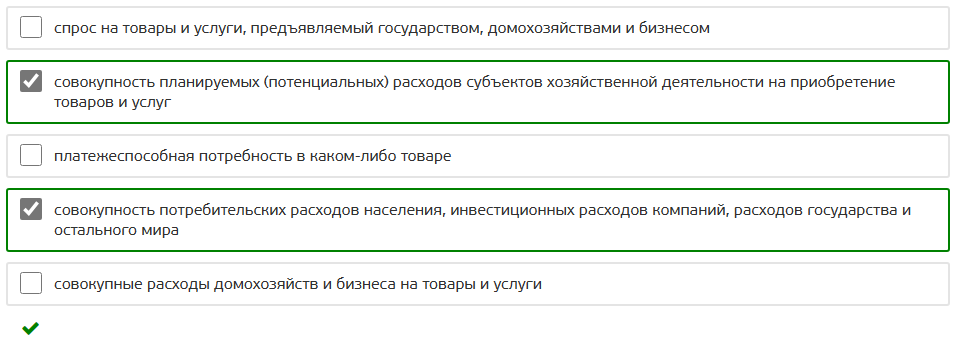 спрос на товары и услуги, предъявляемый государством, домохозяйствами и бизнесом
совокупность планируемых (потенциальных) расходов субъектов хозяйственной деятельности на приобретение
товаров и услуг
платежеспособная потребность в каком-либо товаре
совокупность потребительских расходов населения, инвестиционных расходов компаний, расходов государства и
остального мира
совокупные расходы домохозяйств и бизнеса на товары и услуги